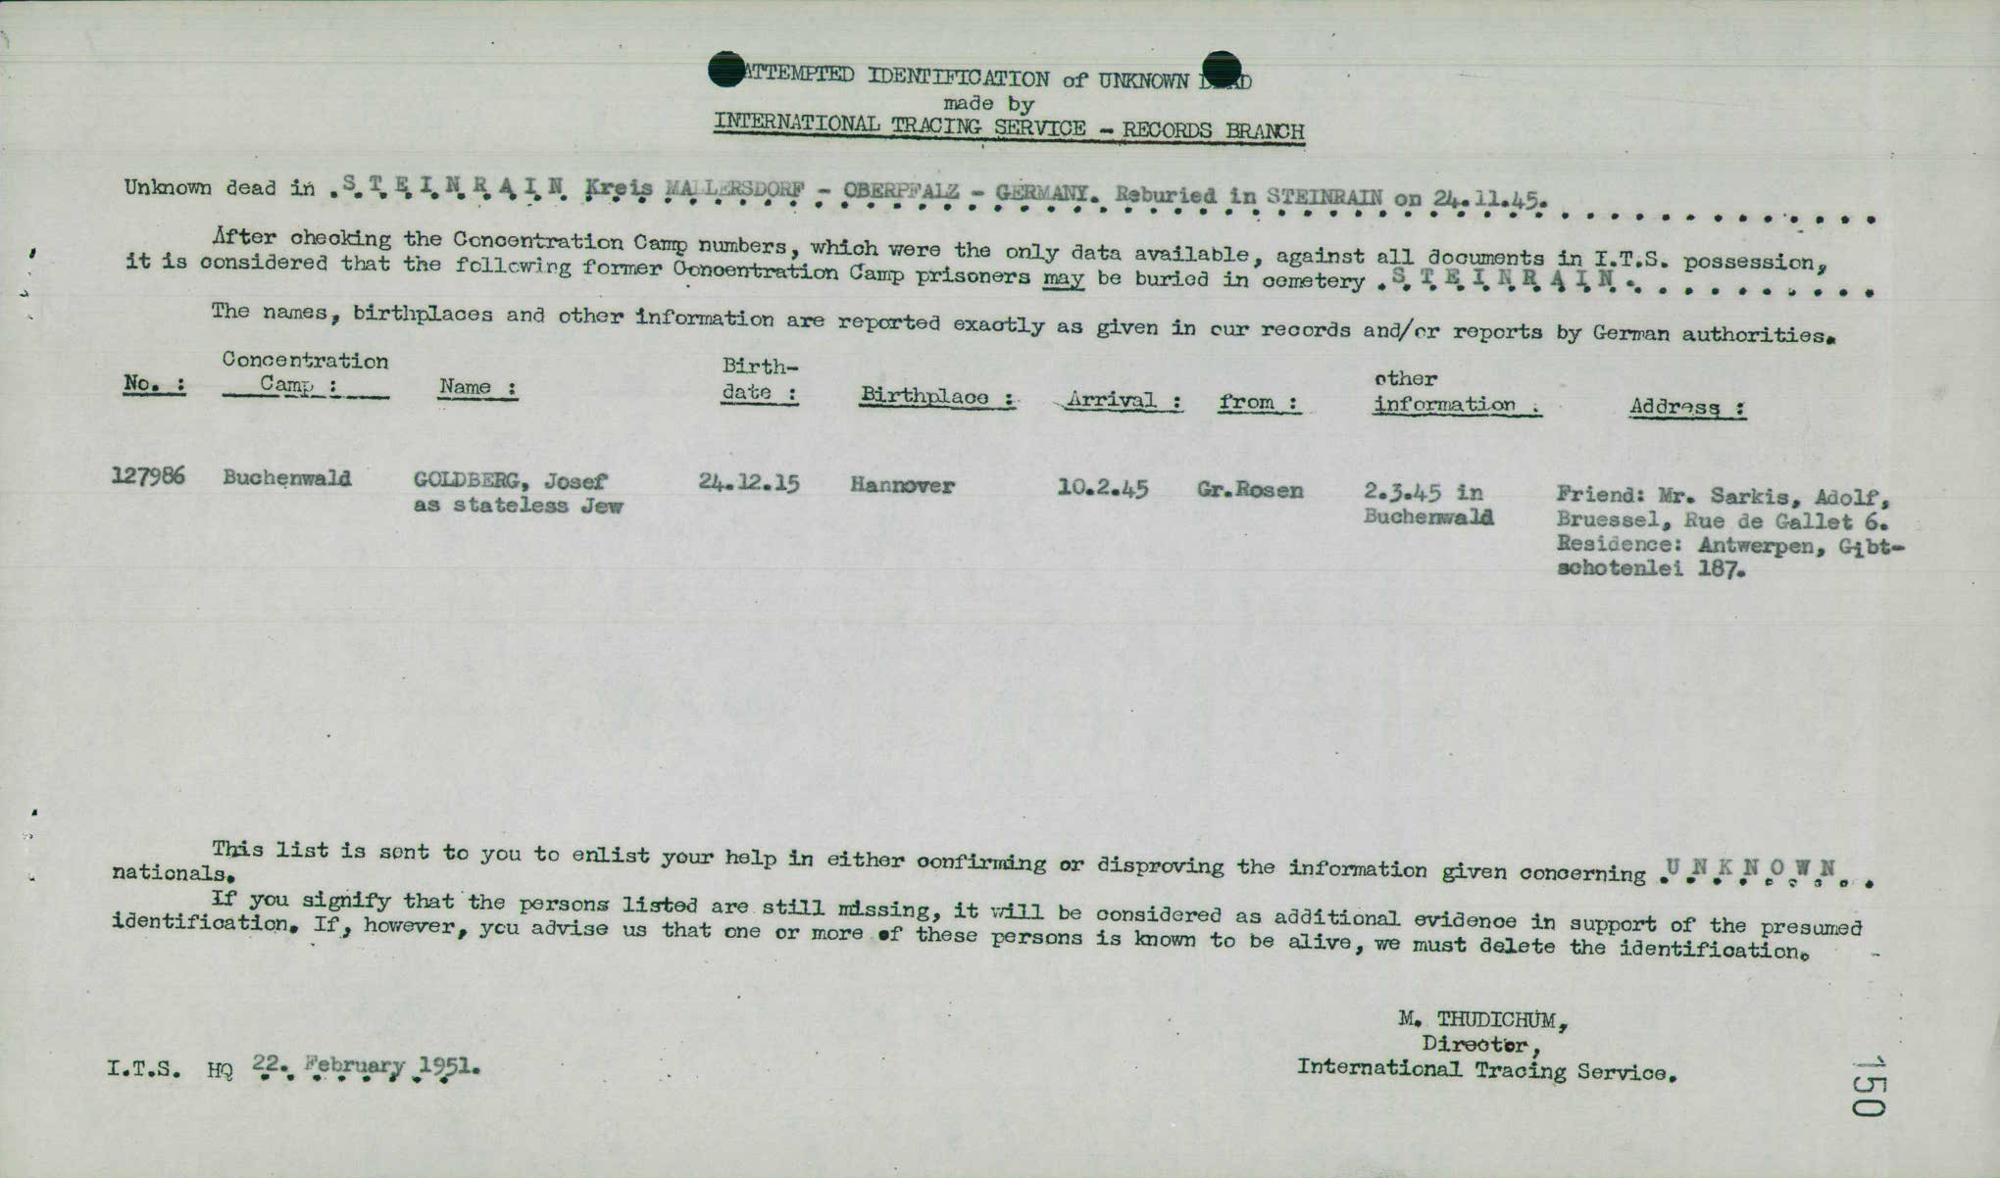 ATTEMPTED IDENTIFICATION of UNKNOWN DEAD
made by
INTERNATIONAL TRACING SERVICE - RECORDS BRANCH
Unknown dead in .S.T.E.I.N.R.A.I.N. Kreis MALLERSDORF - OBERPFALZ - GERMANY. Reburied in STEINRAIN on 24.11.45.
After checking the Concentration Camp numbers, which were the only data available, against all documents in I.T.S. possession,
it is considered that the following former Concentration Camp prisoners may be buried in cemetery .S.T.E.I.N.R.A.I.N.
The names, birthplaces and other information are reported exactly as given in our records and/or reports by German authorities.
No. : Concentration Camp : Name : Birth-date : Birthplace : Arrival : from : other information : Address :
127986 Buchenwald GOLDBERG, Josef 24.12.15 Hannover 10.2.45 Gr.Rosen 2.3.45 in Friend: Mr. Sarkis, Adolf,
as stateless Jew Buchenwald Bruessel, Rue de Gallet 6.
Residence: Antwerpen, Gibt-
schotenlei 187.
This list is sent to you to enlist your help in either confirming or disproving the information given concerning .U.N.K.N.O.W.N.
nationals.
If you signify that the persons listed are still missing, it will be considered as additional evidence in support of the presumed
identification. If, however, you advise us that one or more of these persons is known to be alive, we must delete the identification.
M. THUDICHUM,
Director,
International Tracing Service.
I.T.S. HQ 22. February 1951.
150